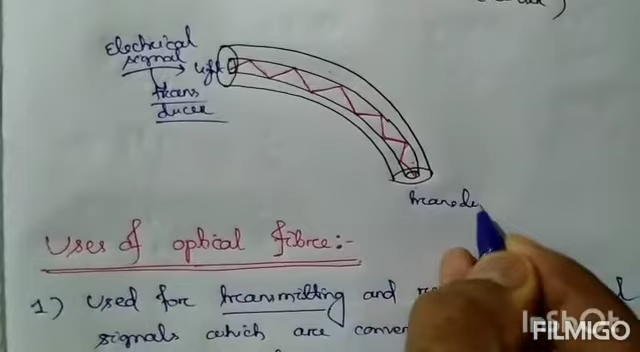 Electrical
signal
light
trans
ducer
transdu
Uses of optical fibre:-
1) Used for transmitting and
signals which are conver
InShOt
FILMIGO